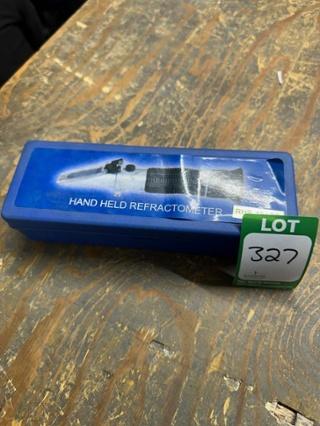 HAND HELD REFRACTOMETER
LOT
327